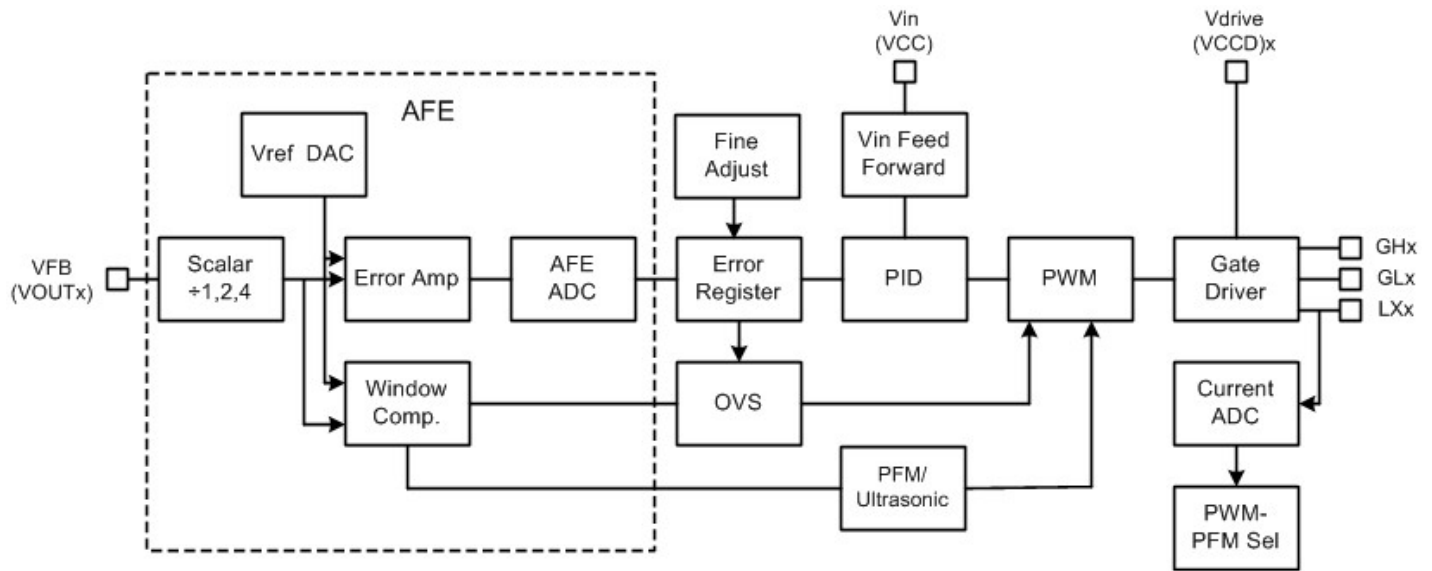 Vin
(VCC)
Vdrive
(VCCD)x
AFE
Vref DAC
Fine
Adjust
Vin Feed
Forward
VFB
(VOUTx)
Scalar
÷1,2,4
Error Amp
AFE
ADC
Error
Register
PID
PWM
Gate
Driver
GHx
GLx
LXx
Window
Comp.
OVS
Current
ADC
PFM/
Ultrasonic
PWM-
PFM Sel